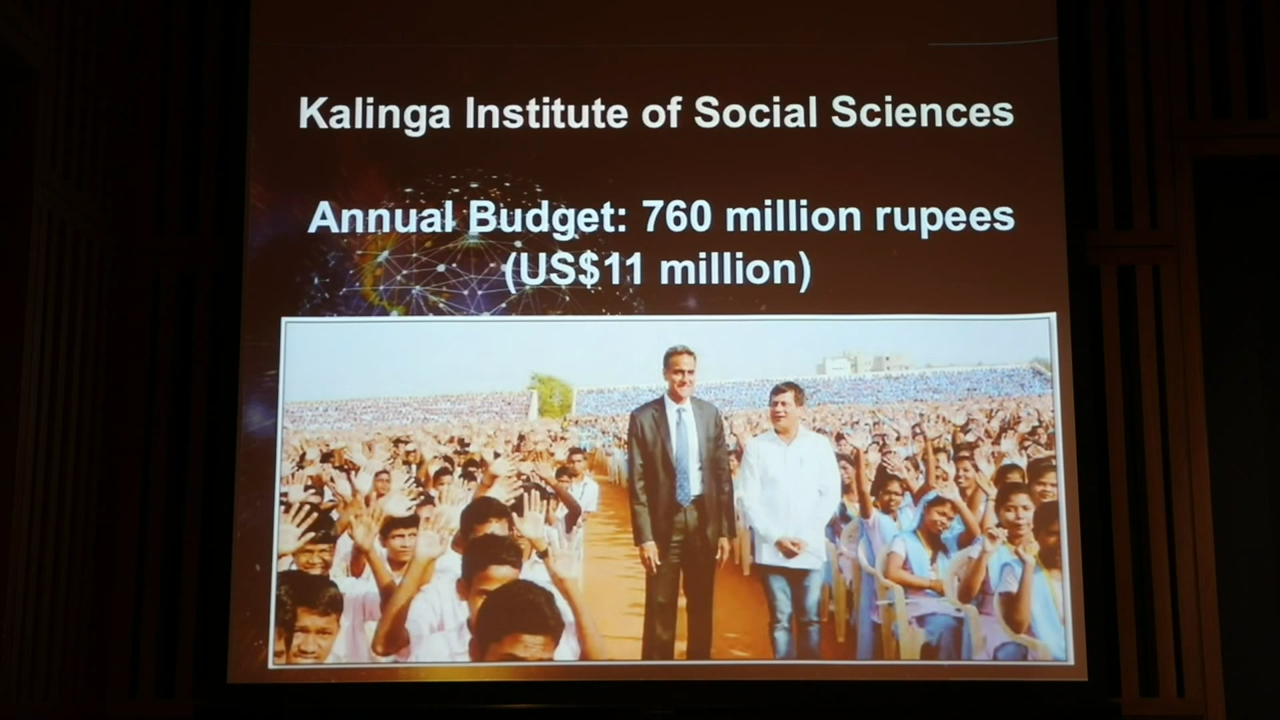 Kalinga Institute of Social Sciences
Annual Budget: 760 million rupees
(US$11 million)